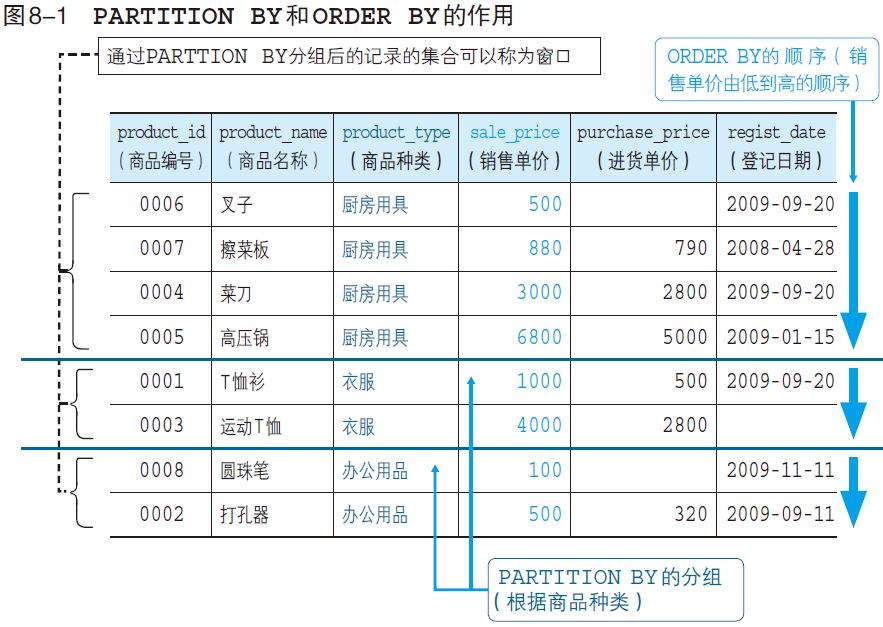 图8-1 PARTITION BY和ORDER BY的作用
通过PARTTION BY分组后的记录的集合可以称为窗口
ORDER BY的顺序(销
售单价由低到高的顺序)
product_id product_name product_type sale_price purchase_price regist_date
(商品编号) (商品名称) (商品种类) (销售单价) (进货单价) (登记日期)
0006 叉子 厨房用具 500 2009-09-20
0007 擦菜板 厨房用具 880 790 2008-04-28
0004 菜刀 厨房用具 3000 2800 2009-09-20
0005 高压锅 厨房用具 6800 5000 2009-01-15
0001 T恤衫 衣服 1000 500 2009-09-20
0003 运动T恤 衣服 4000 2800
0008 圆珠笔 办公用品 100 2009-11-11
0002 打孔器 办公用品 500 320 2009-09-11
PARTITION BY的分组
(根据商品种类)